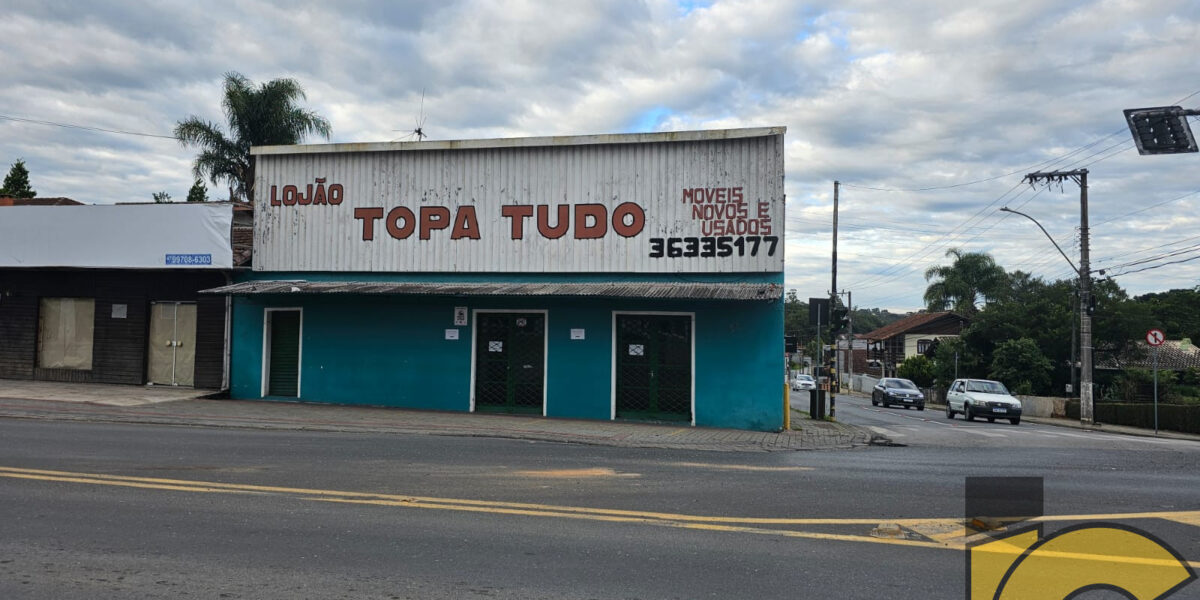 LOJÃO
TOPA TUDO
MOVEIS
NOVOS E
USADOS
36335177
99708-6303